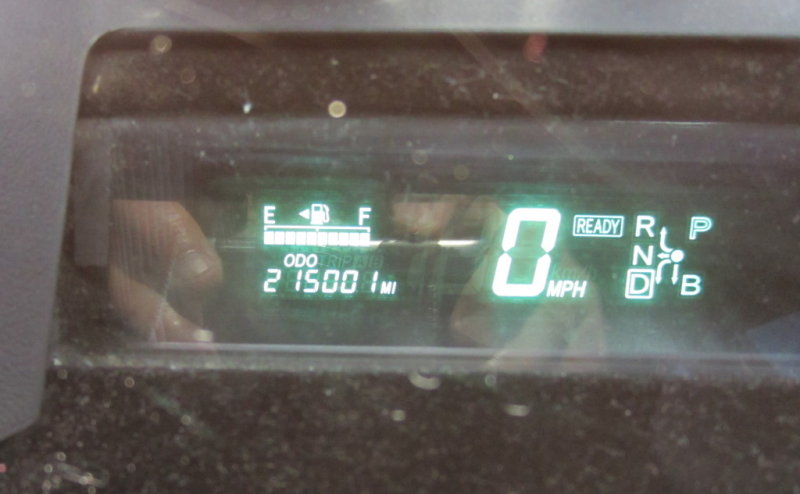 E F
ODO
215001 MI
0 MPH
READY
R P
N
D B